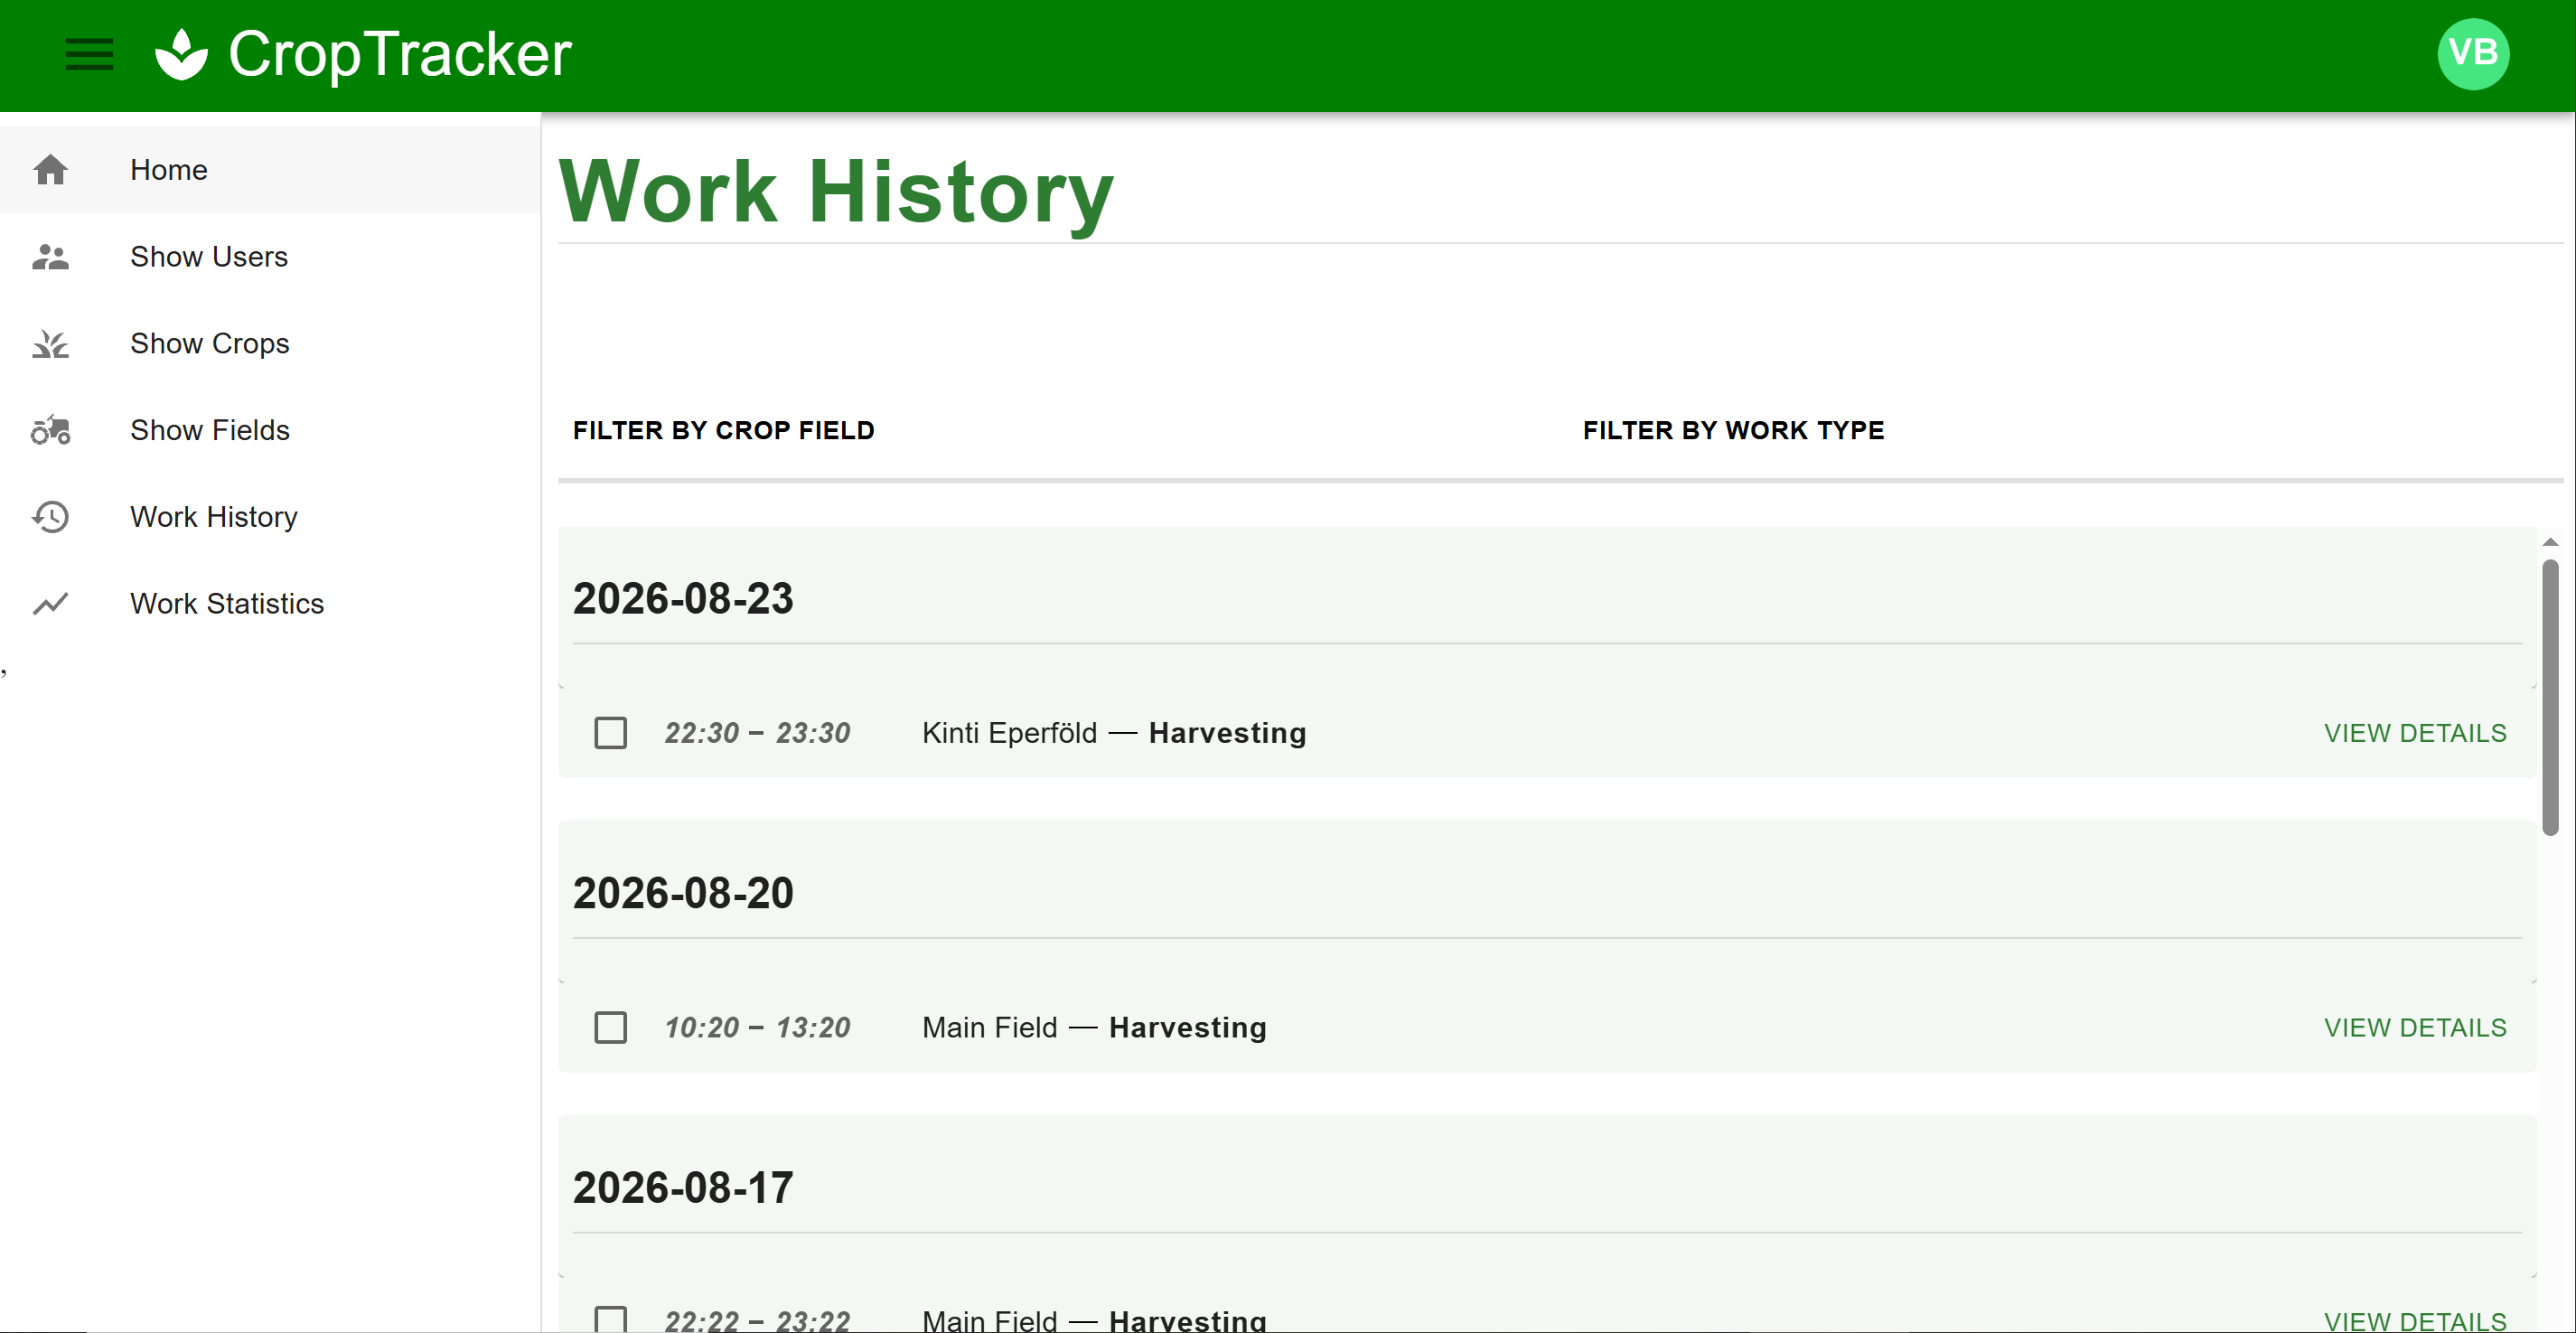 CropTracker
VB
Home
Show Users
Show Crops
Show Fields
Work History
Work Statistics
,
Work History
FILTER BY CROP FIELD
FILTER BY WORK TYPE
2026-08-23
22:30 – 23:30 Kinti Eperföld — Harvesting VIEW DETAILS
2026-08-20
10:20 – 13:20 Main Field — Harvesting VIEW DETAILS
2026-08-17
22:22 – 23:22 Main Field — Harvesting VIEW DETAILS